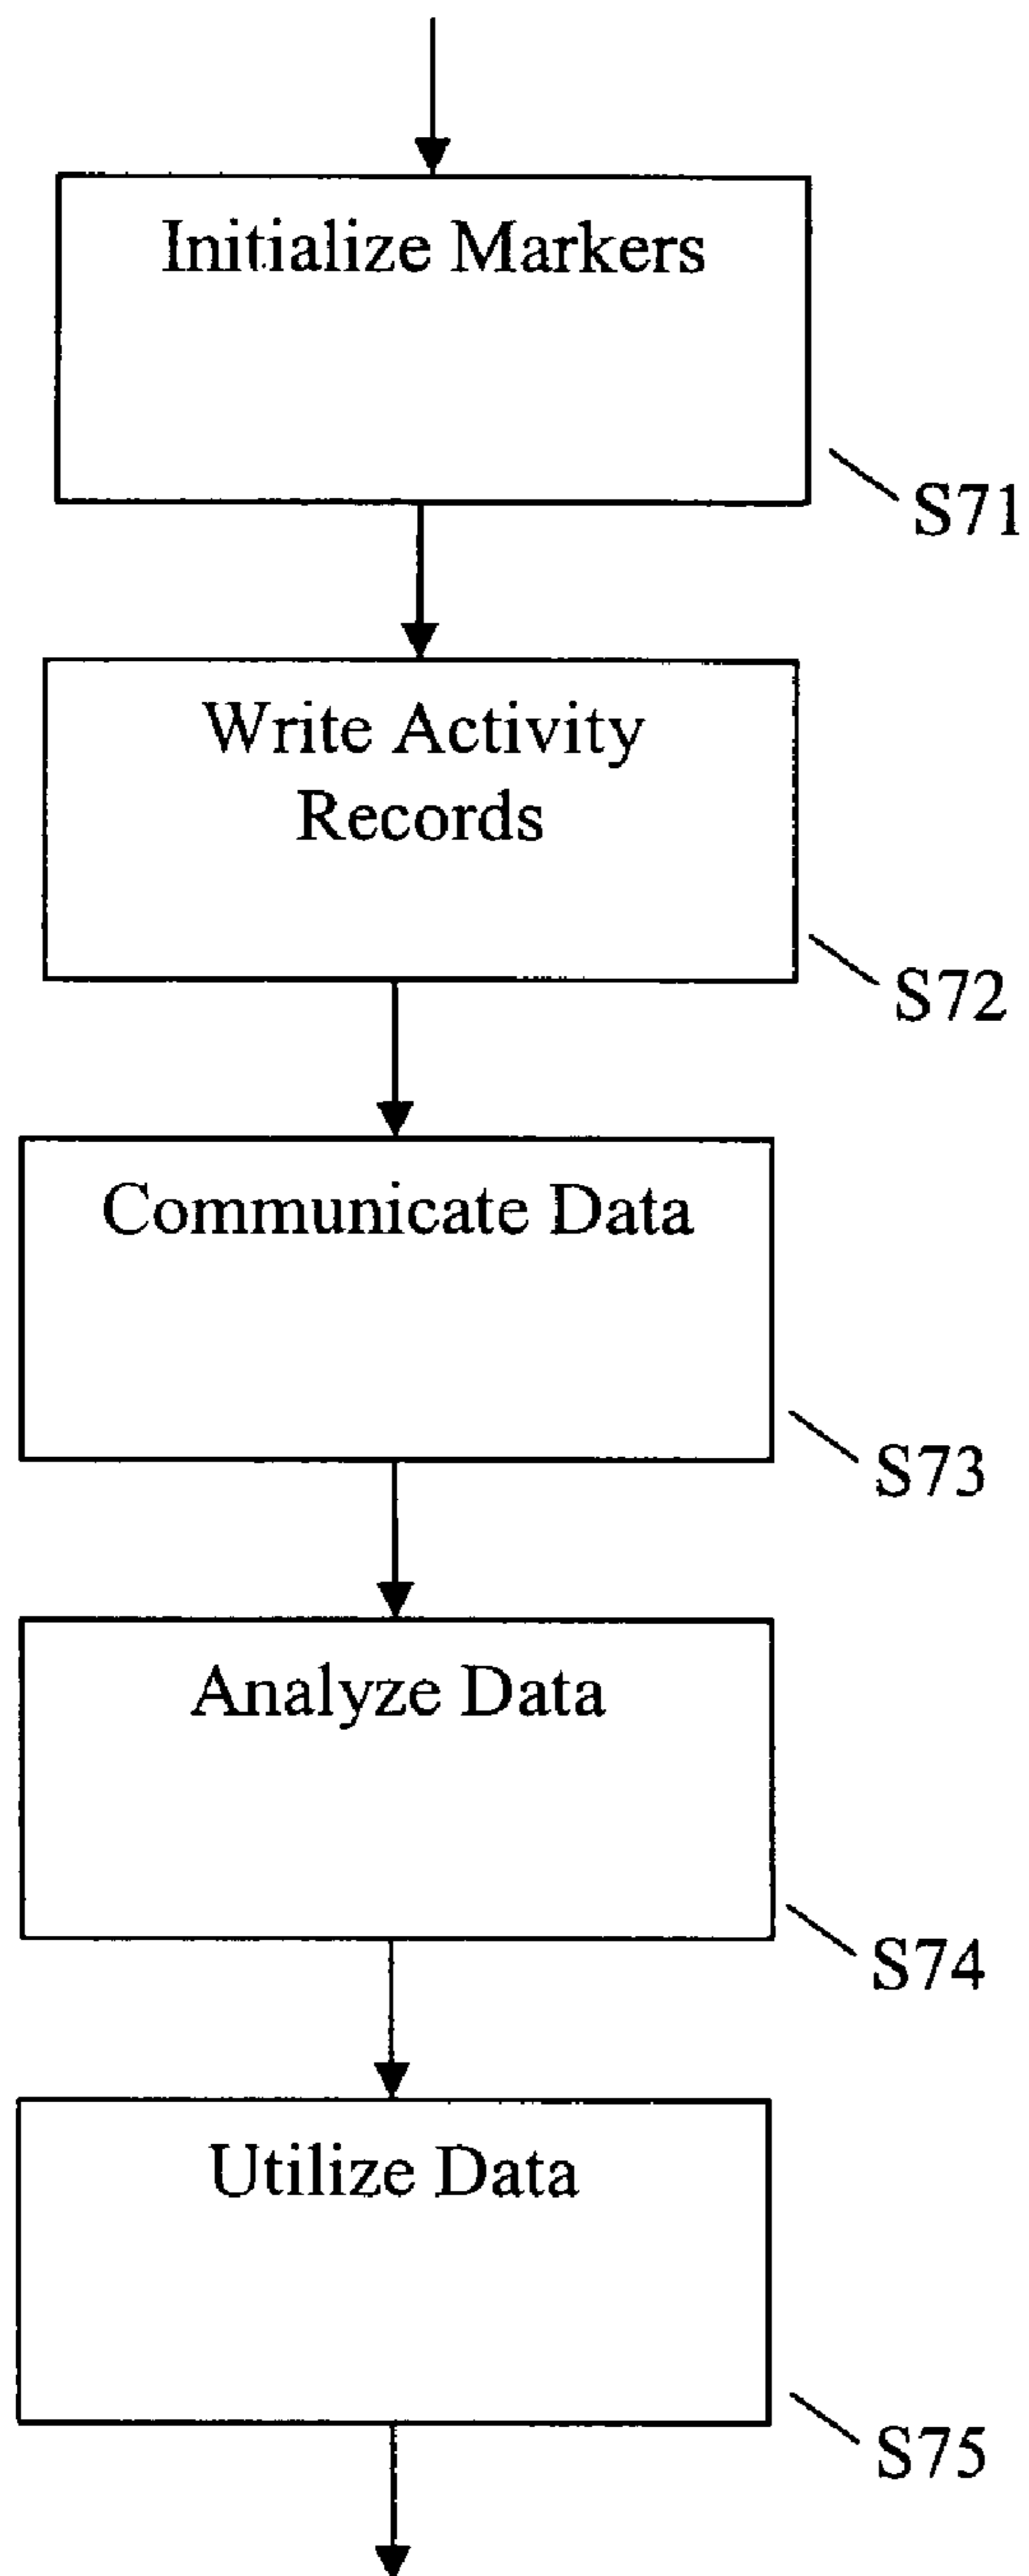 Initialize Markers
S71
Write Activity
Records
S72
Communicate Data
S73
Analyze Data
S74
Utilize Data
S75